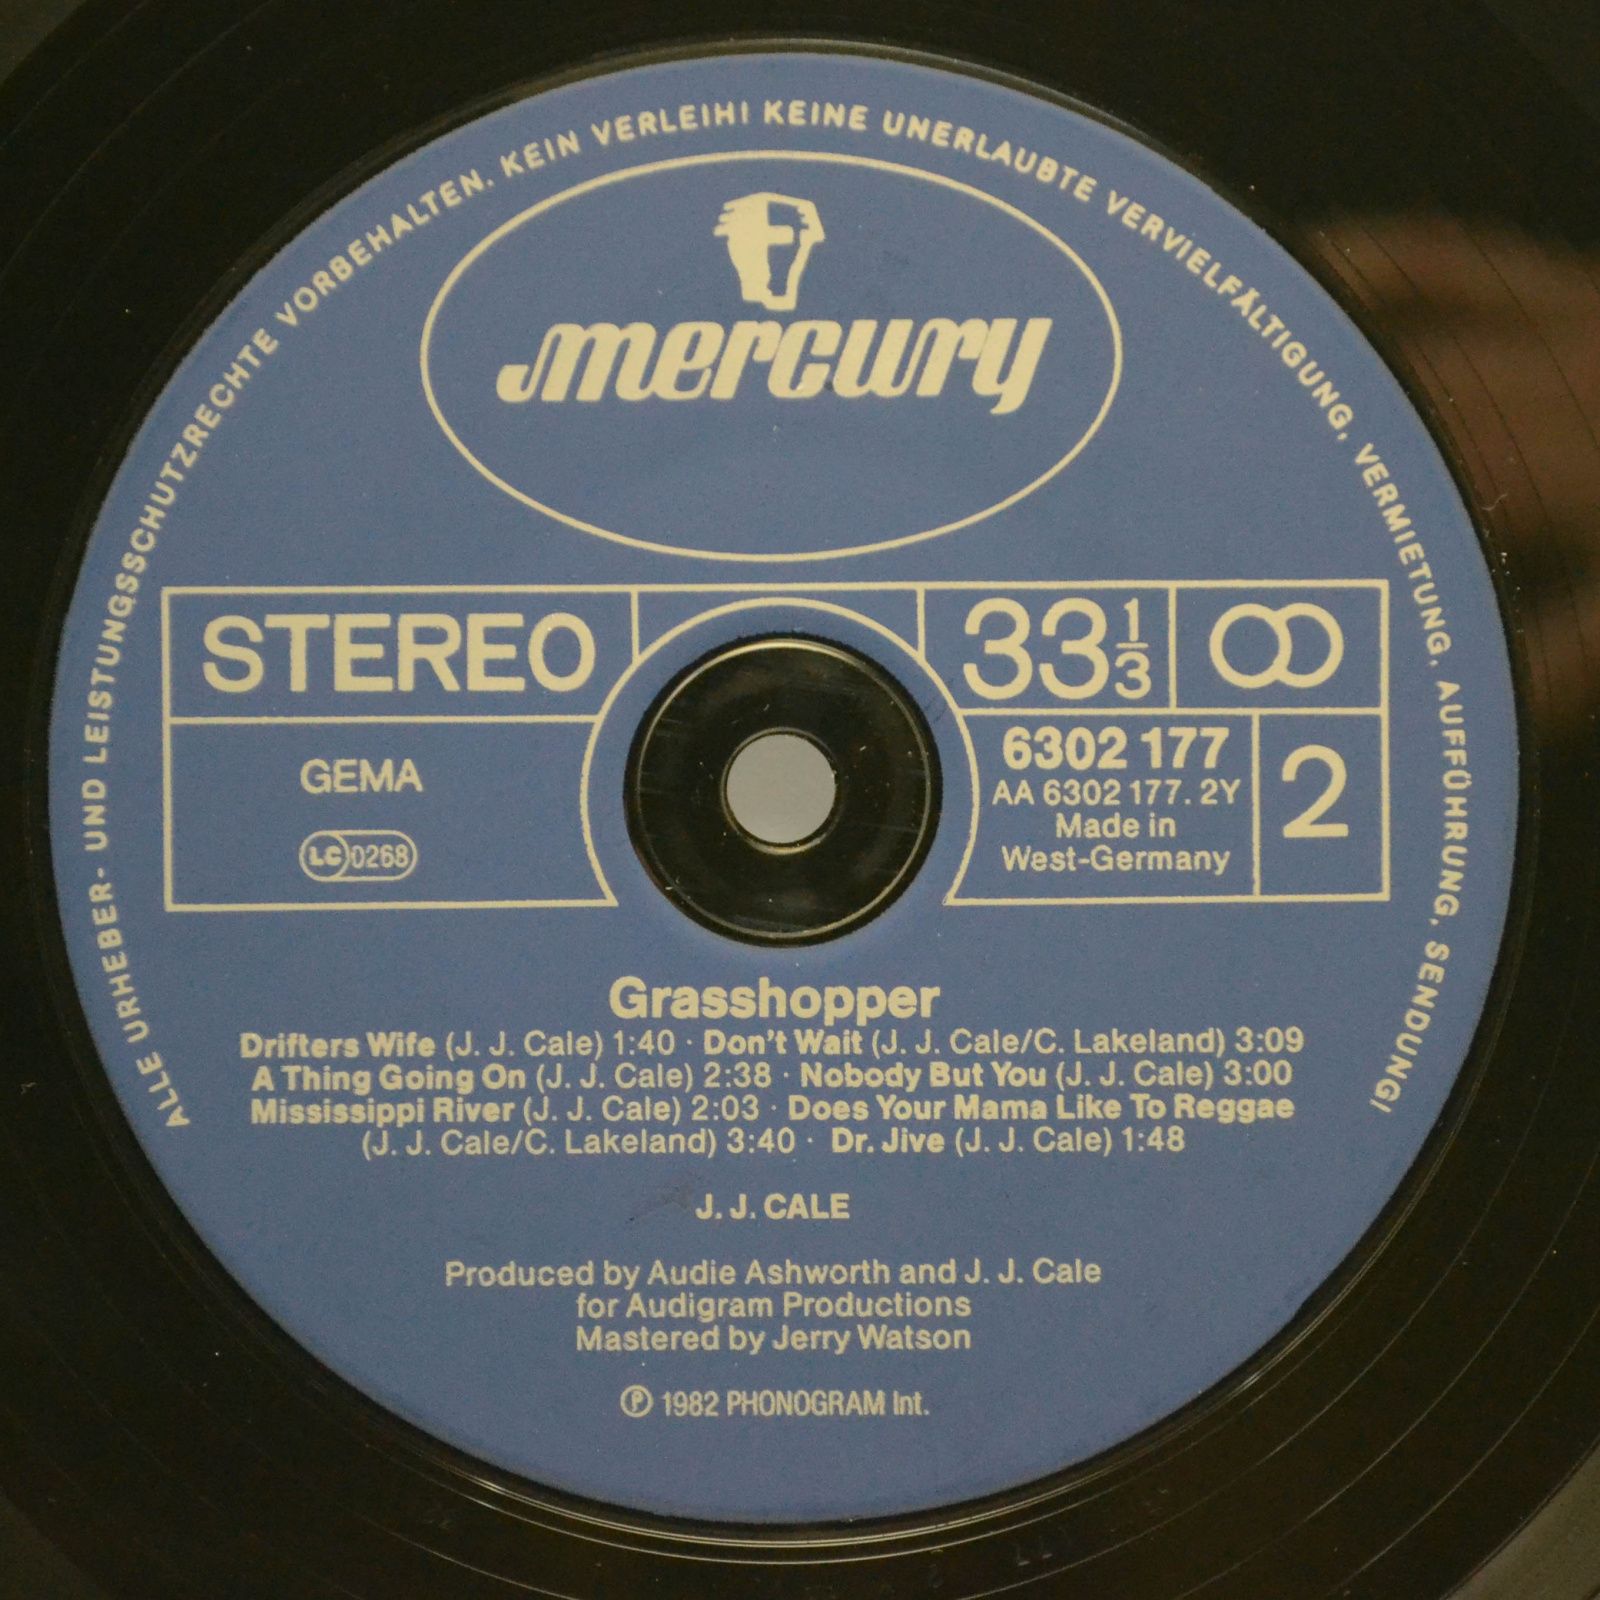 ALLE URHEBER- UND LEISTUNGSSCHUTZRECHTE VORBEHALTEN. KEIN VERLEIH! KEINE UNERLAUBTE VERVIELFÄLTIGUNG, VERMIETUNG, AUFFÜHRUNG, SENDUNG!
mercury
STEREO
33 1/3
GEMA
LC 0268
6302 177
AA 6302 177. 2Y
Made in
West-Germany
2
Grasshopper
Drifters Wife (J. J. Cale) 1:40 · Don't Wait (J. J. Cale/C. Lakeland) 3:09
A Thing Going On (J. J. Cale) 2:38 · Nobody But You (J. J. Cale) 3:00
Mississippi River (J. J. Cale) 2:03 · Does Your Mama Like To Reggae
(J. J. Cale/C. Lakeland) 3:40 · Dr. Jive (J. J. Cale) 1:48
J. J. CALE
Produced by Audie Ashworth and J. J. Cale
for Audigram Productions
Mastered by Jerry Watson
℗ 1982 PHONOGRAM Int.